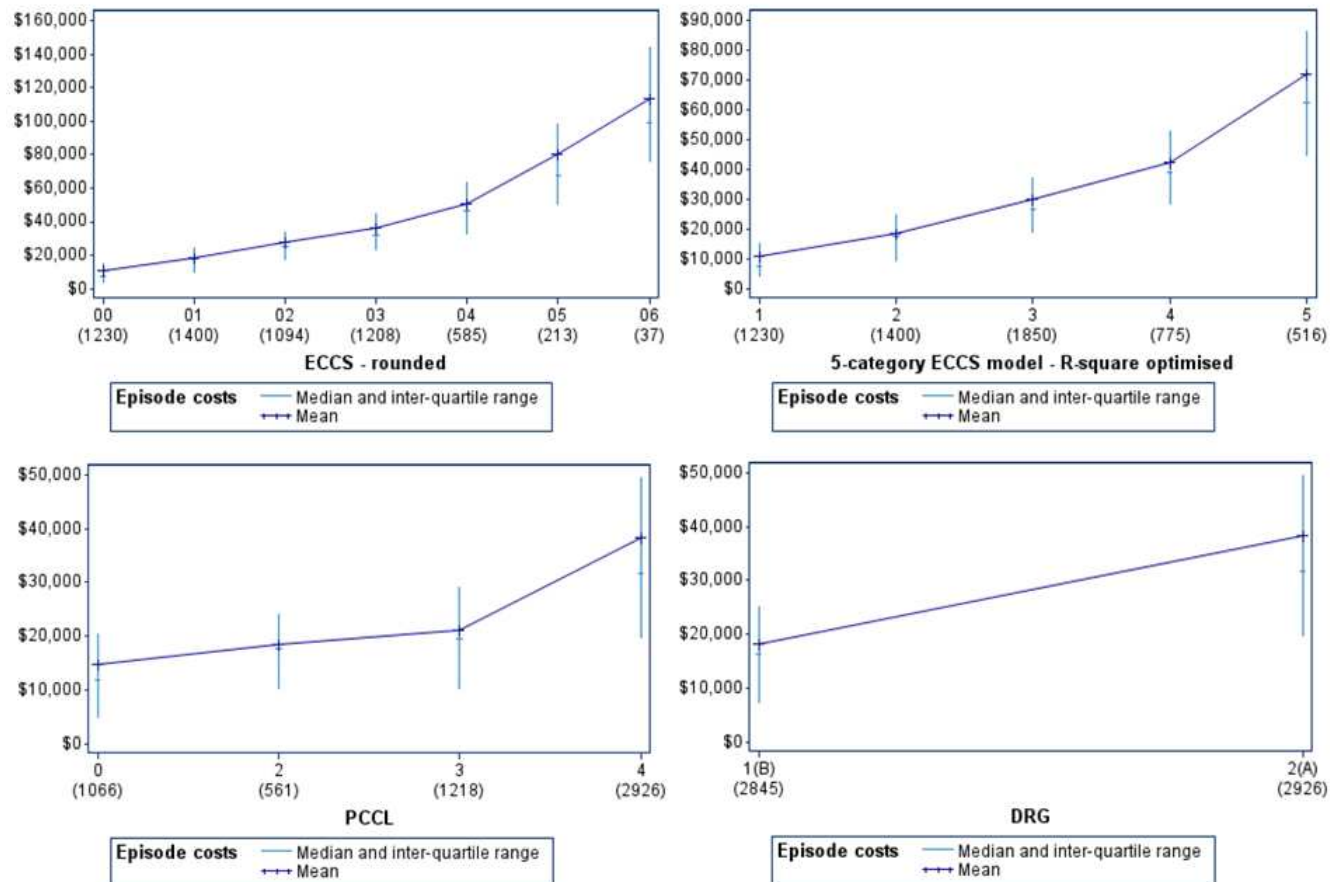 $160,000
$140,000
$120,000
$100,000
$80,000
$60,000
$40,000
$20,000
$0
00 01 02 03 04 05 06
(1230) (1400) (1094) (1208) (585) (213) (37)
ECCS - rounded
Episode costs Median and inter-quartile range
Mean
$90,000
$80,000
$70,000
$60,000
$50,000
$40,000
$30,000
$20,000
$10,000
$0
1 2 3 4 5
(1230) (1400) (1850) (775) (516)
5-category ECCS model - R-square optimised
Episode costs Median and inter-quartile range
Mean
$50,000
$40,000
$30,000
$20,000
$10,000
$0
0 2 3 4
(1066) (561) (1218) (2926)
PCCL
Episode costs Median and inter-quartile range
Mean
$50,000
$40,000
$30,000
$20,000
$10,000
$0
1(B) 2(A)
(2845) (2926)
DRG
Episode costs Median and inter-quartile range
Mean